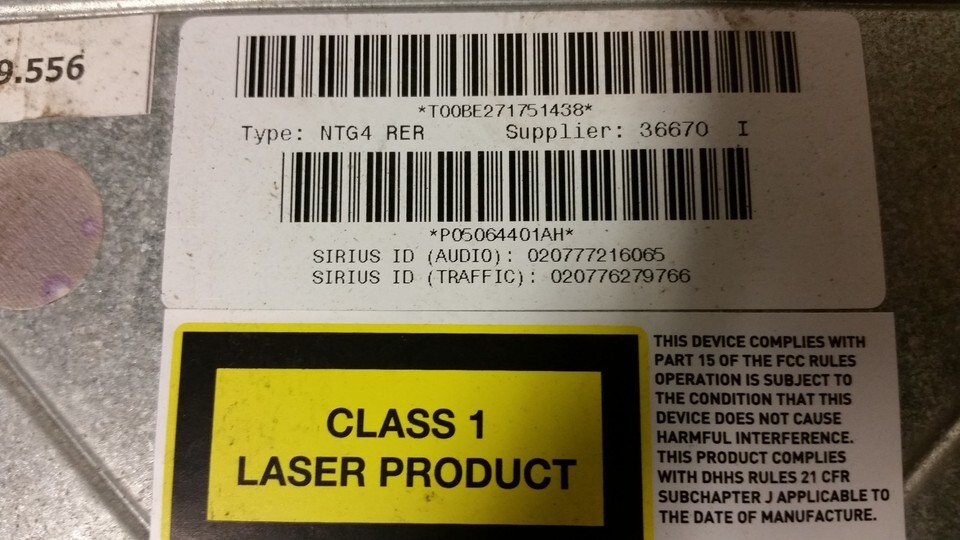 9.556
*T00BE271751438*
Type: NTG4 RER Supplier: 36670 I
*P05064401AH*
SIRIUS ID (AUDIO): 020777216065
SIRIUS ID (TRAFFIC): 020776279766
CLASS 1
LASER PRODUCT
THIS DEVICE COMPLIES WITH
PART 15 OF THE FCC RULES
OPERATION IS SUBJECT TO
THE CONDITION THAT THIS
DEVICE DOES NOT CAUSE
HARMFUL INTERFERENCE.
THIS PRODUCT COMPLIES
WITH DHHS RULES 21 CFR
SUBCHAPTER J APPLICABLE TO
THE DATE OF MANUFACTURE.